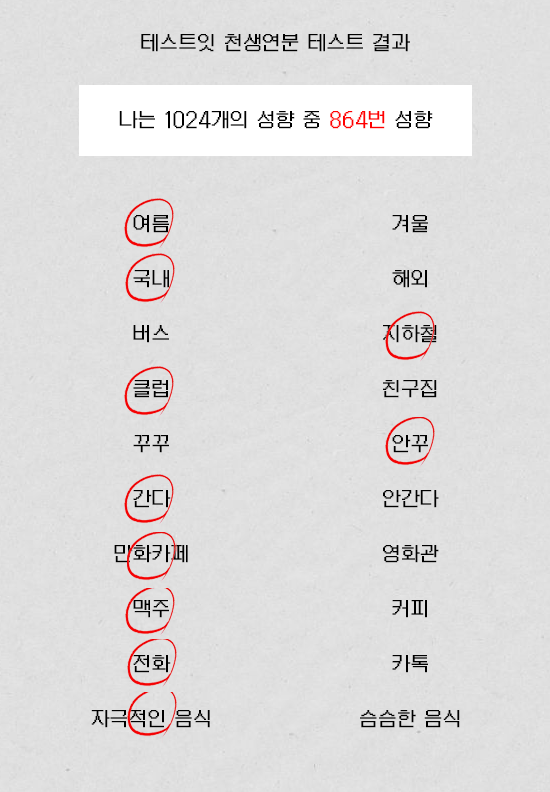 테스트잇 천생연분 테스트 결과
나는 1024개의 성향 중 864번 성향
여름 겨울
국내 해외
버스 지하철
클럽 친구집
꾸꾸 안꾸
간다 안간다
만화카페 영화관
맥주 커피
전화 카톡
자극적인 음식 슴슴한 음식